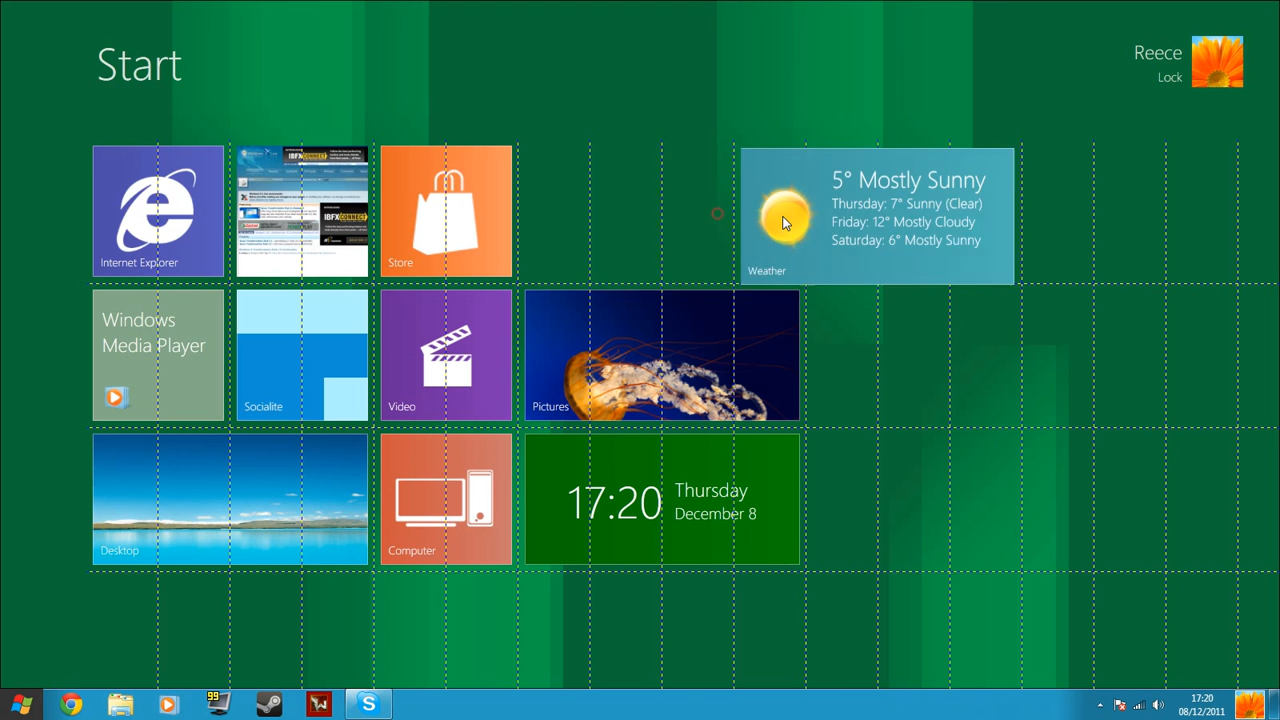 Start
Reece
Lock
Internet Explorer
IBFXCONNECT
Store
5° Mostly Sunny
Thursday: 7° Sunny (Clear)
Friday: 12° Mostly Cloudy
Saturday: 6° Mostly Sunny
Weather
Windows
Media Player
Socialite
Video
Pictures
Desktop
Computer
17:20
Thursday
December 8
99
17:20
08/12/2011